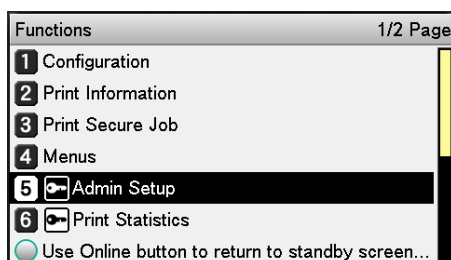 Functions 1/2 Page
1 Configuration
2 Print Information
3 Print Secure Job
4 Menus
5 Admin Setup
6 Print Statistics
Use Online button to return to standby screen...